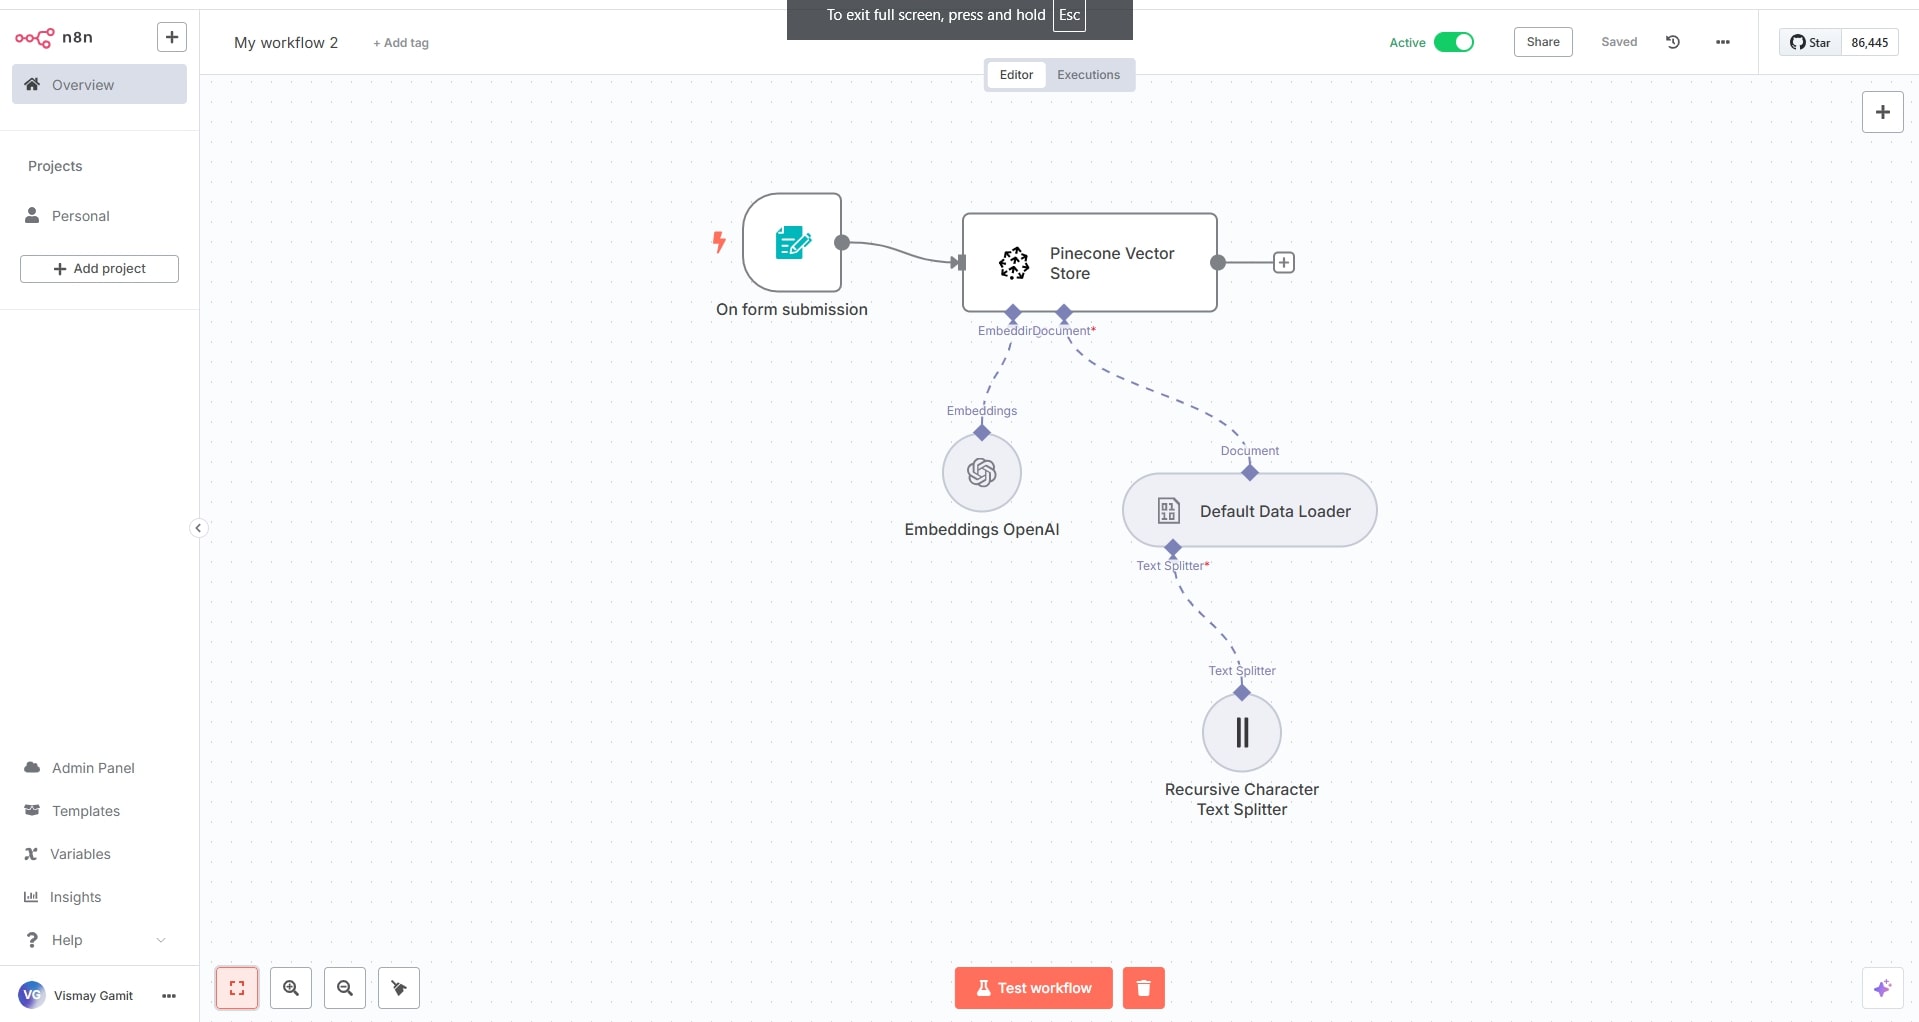 To exit full screen, press and hold Esc
n8n
My workflow 2
+ Add tag
Active
Share
Saved
Star
86,445
Editor
Executions
Overview
Projects
Personal
Add project
On form submission
Pinecone Vector
Store
Embeddin
Document*
Embeddings
Embeddings OpenAI
Document
Default Data Loader
Text Splitter*
Text Splitter
Recursive Character
Text Splitter
Admin Panel
Templates
Variables
Insights
Help
VG
Vismay Gamit
Test workflow